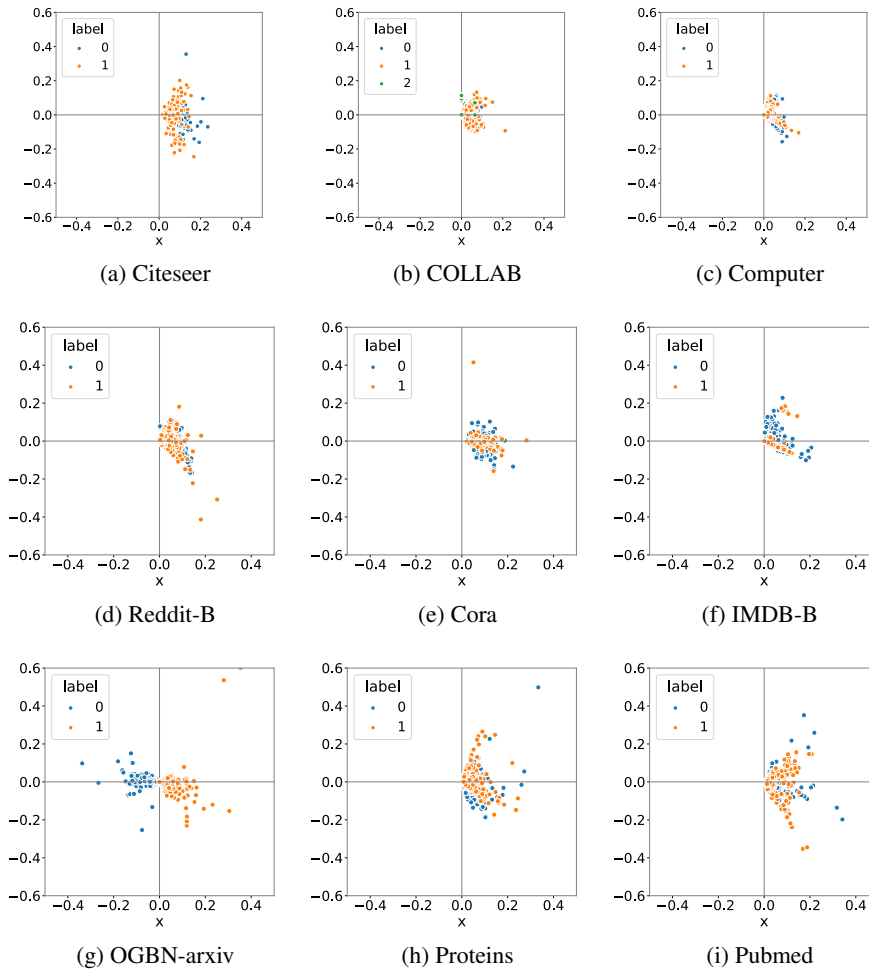 0.6 0.4 0.2 0.0 −0.2 −0.4 −0.6
label
0
1
−0.4 −0.2 0.0 0.2 0.4
x
(a) Citeseer
0.6 0.4 0.2 0.0 −0.2 −0.4 −0.6
label
0
1
2
−0.4 −0.2 0.0 0.2 0.4
x
(b) COLLAB
0.6 0.4 0.2 0.0 −0.2 −0.4 −0.6
label
0
1
−0.4 −0.2 0.0 0.2 0.4
x
(c) Computer
0.6 0.4 0.2 0.0 −0.2 −0.4 −0.6
label
0
1
−0.4 −0.2 0.0 0.2 0.4
x
(d) Reddit-B
0.6 0.4 0.2 0.0 −0.2 −0.4 −0.6
label
0
1
−0.4 −0.2 0.0 0.2 0.4
x
(e) Cora
0.6 0.4 0.2 0.0 −0.2 −0.4 −0.6
label
0
1
−0.4 −0.2 0.0 0.2 0.4
x
(f) IMDB-B
0.6 0.4 0.2 0.0 −0.2 −0.4 −0.6
label
0
1
−0.4 −0.2 0.0 0.2 0.4
x
(g) OGBN-arxiv
0.6 0.4 0.2 0.0 −0.2 −0.4 −0.6
label
0
1
−0.4 −0.2 0.0 0.2 0.4
x
(h) Proteins
0.6 0.4 0.2 0.0 −0.2 −0.4 −0.6
label
0
1
−0.4 −0.2 0.0 0.2 0.4
x
(i) Pubmed